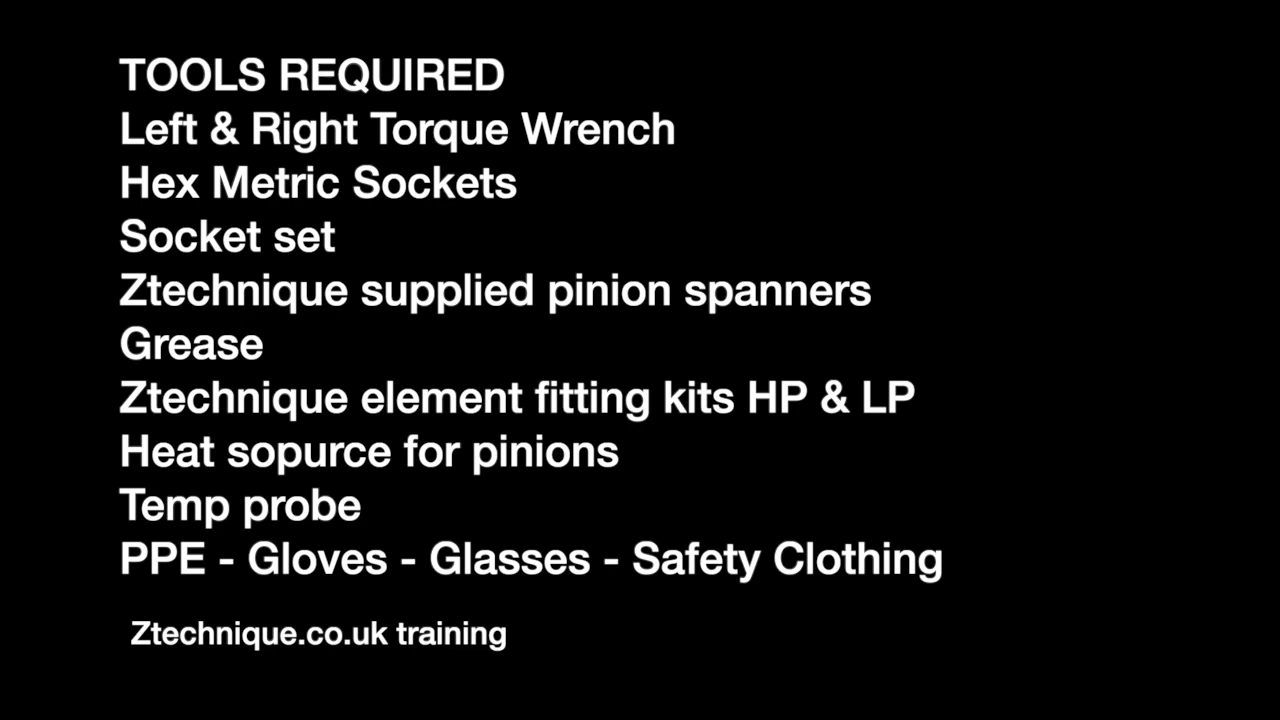 TOOLS REQUIRED
Left & Right Torque Wrench
Hex Metric Sockets
Socket set
Ztechnique supplied pinion spanners
Grease
Ztechnique element fitting kits HP & LP
Heat sopurce for pinions
Temp probe
PPE - Gloves - Glasses - Safety Clothing
Ztechnique.co.uk training